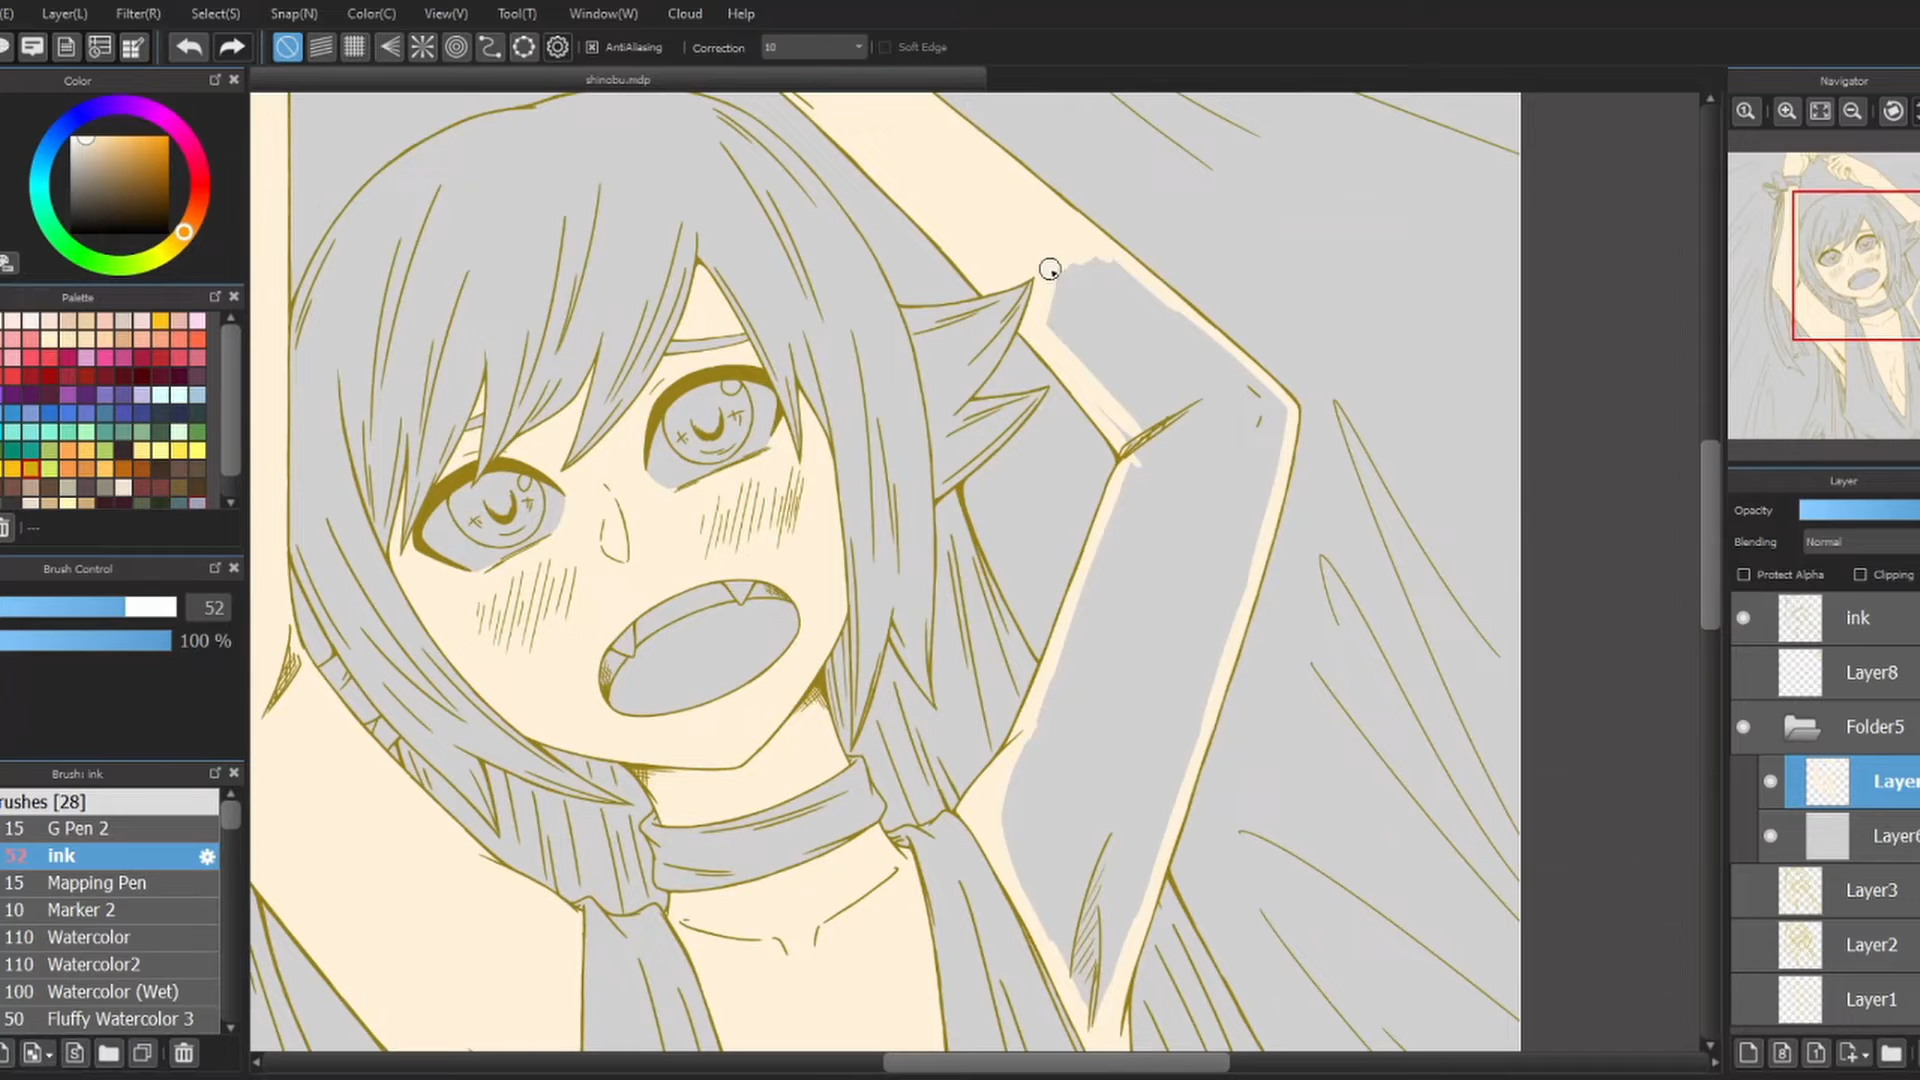 (E) Layer(L) Filter(R) Select(S) Snap(N) Color(C) View(V) Tool(T) Window(W) Cloud Help
AntiAliasing Correction 10 Soft Edge
Color
shinobu.mdp
Navigator
Palette
---
Brush Control
52
100 %
Brush: ink
rushes [28]
15 G Pen 2
52 ink
15 Mapping Pen
10 Marker 2
110 Watercolor
110 Watercolor2
100 Watercolor (Wet)
50 Fluffy Watercolor 3
Layer
Opacity
Blending Normal
Protect Alpha Clipping
ink
Layer8
Folder5
Layer
Layer6
Layer3
Layer2
Layer1